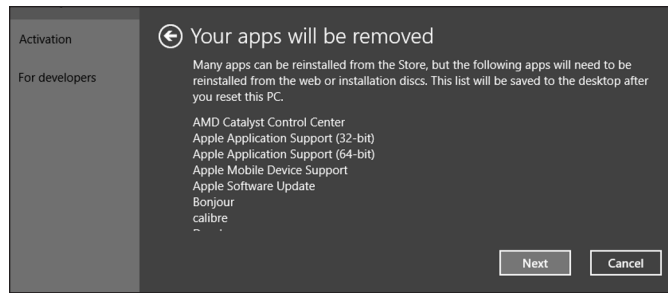 Your apps will be removed
Activation
Many apps can be reinstalled from the Store, but the following apps will need to be
For developers
reinstalled from the web or installation discs. This list will be saved to the desktop after
you reset this PC.
AMD Catalyst Control Center
Apple Application Support (32-bit)
Apple Application Support (64-bit)
Apple Mobile Device Support
Apple Software Update
Bonjour
calibre
Next
Cancel